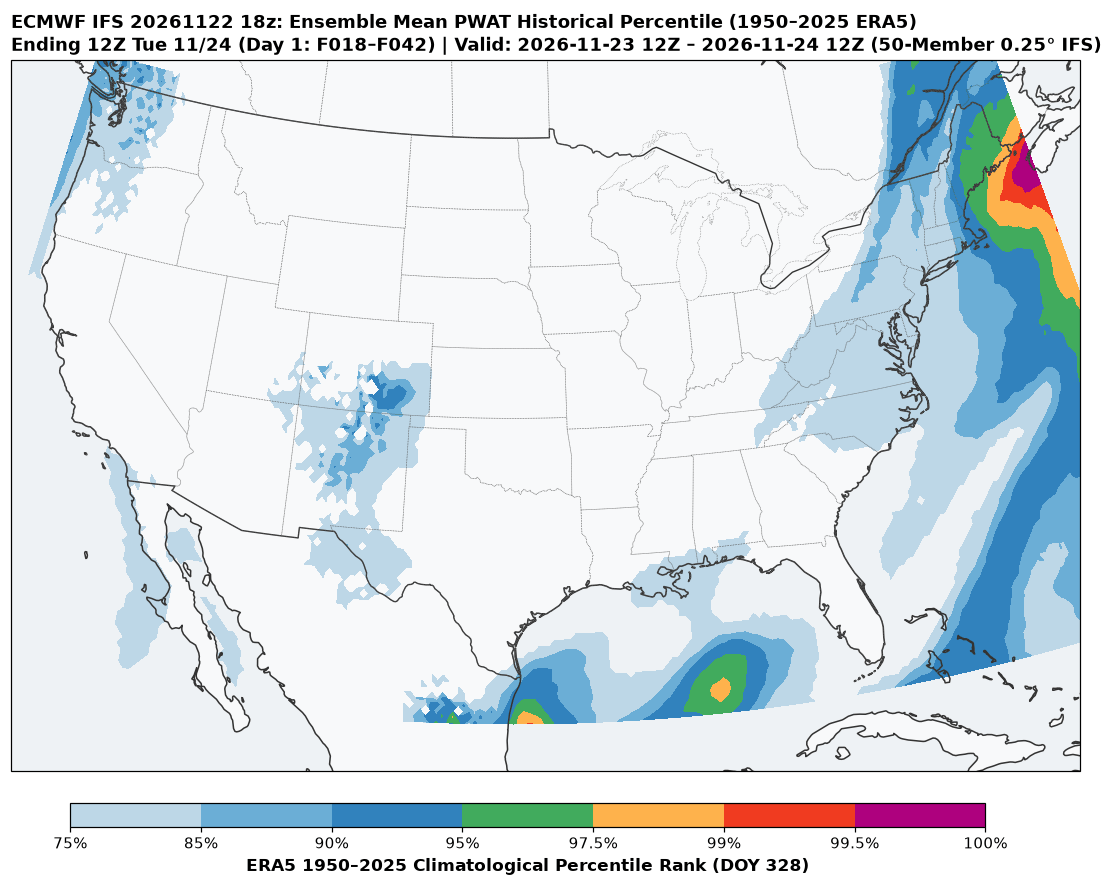 ECMWF IFS 20261122 18z: Ensemble Mean PWAT Historical Percentile (1950–2025 ERA5)
Ending 12Z Tue 11/24 (Day 1: F018–F042) | Valid: 2026-11-23 12Z – 2026-11-24 12Z (50-Member 0.25° IFS)
75% 85% 90% 95% 97.5% 99% 99.5% 100%
ERA5 1950–2025 Climatological Percentile Rank (DOY 328)